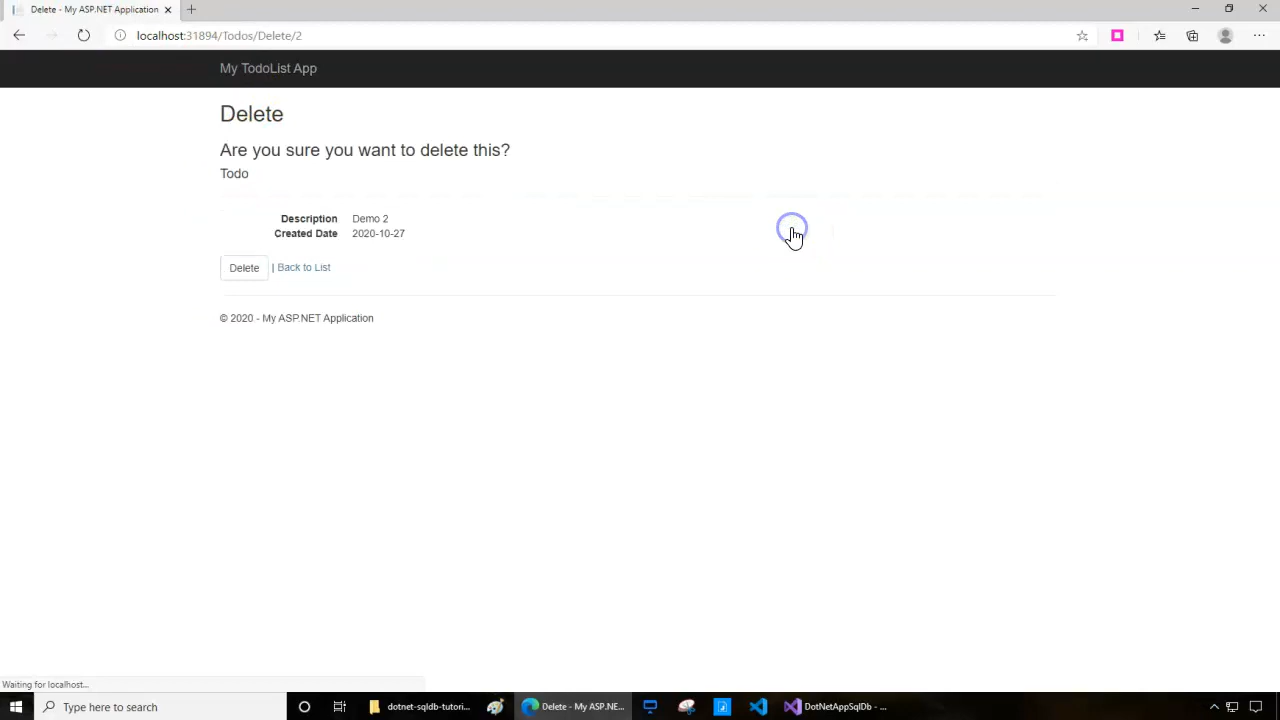 Delete - My ASP.NET Application
localhost:31894/Todos/Delete/2
My TodoList App
Delete
Are you sure you want to delete this?
Todo
Description Demo 2
Created Date 2020-10-27
Delete | Back to List
© 2020 - My ASP.NET Application
Waiting for localhost...
Type here to search
dotnet-sqldb-tutori...
Delete - My ASP.NE...
DotNetAppSqlDb - ...